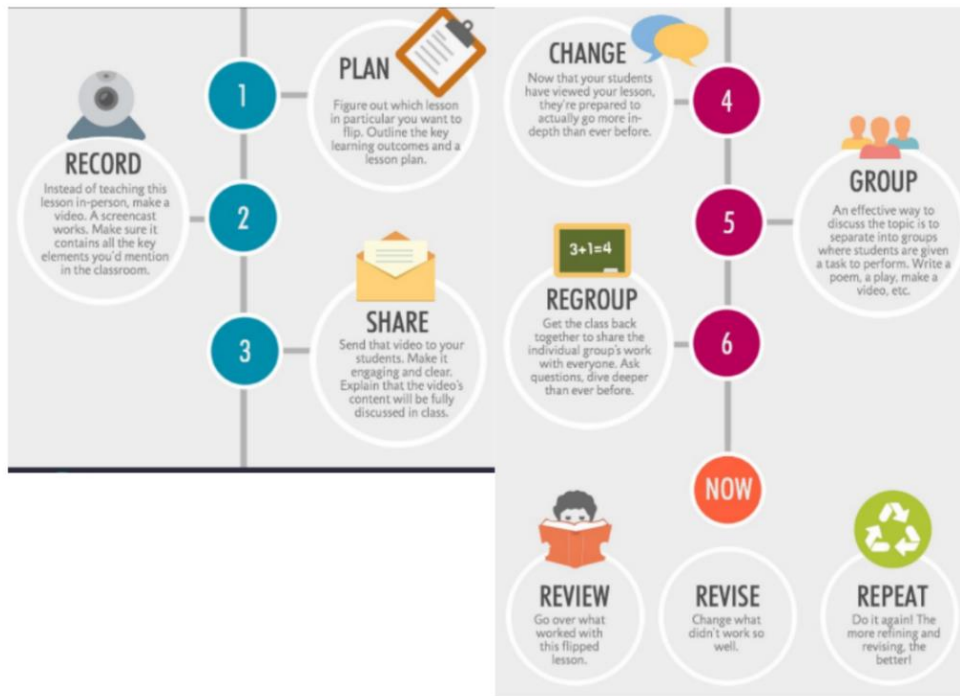 1
PLAN
Figure out which lesson
in particular you want to
flip. Outline the key
learning outcomes and a
lesson plan.
2
RECORD
Instead of teaching this
lesson in-person, make a
video. A screencast
works. Make sure it
contains all the key
elements you'd mention
in the classroom.
3
SHARE
Send that video to your
students. Make it
engaging and clear.
Explain that the video's
content will be fully
discussed in class.
4
CHANGE
Now that your students
have viewed your lesson,
they're prepared to
actually go more in-
depth than ever before.
5
GROUP
An effective way to
discuss the topic is to
separate into groups
where students are given
a task to perform. Write a
poem, a play, make a
video, etc.
6
3+1=4
REGROUP
Get the class back
together to share the
individual group's work
with everyone. Ask
questions, dive deeper
than ever before.
NOW
REVIEW
Go over what
worked with
this flipped
lesson.
REVISE
Change what
didn't work so
well.
REPEAT
Do it again! The
more refining and
revising, the
better!